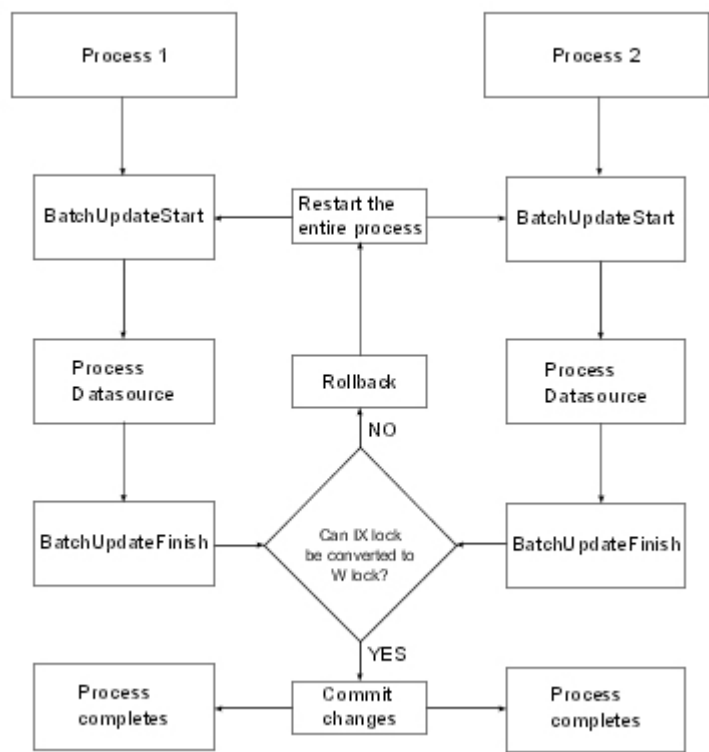 Process 1
Process 2
BatchUpdateStart
Restart the
entire process
BatchUpdateStart
Process
Datasource
Rollback
Process
Datasource
NO
BatchUpdateFinish
Can IX lock
be converted to
W lock?
BatchUpdateFinish
YES
Process
completes
Commit
changes
Process
completes